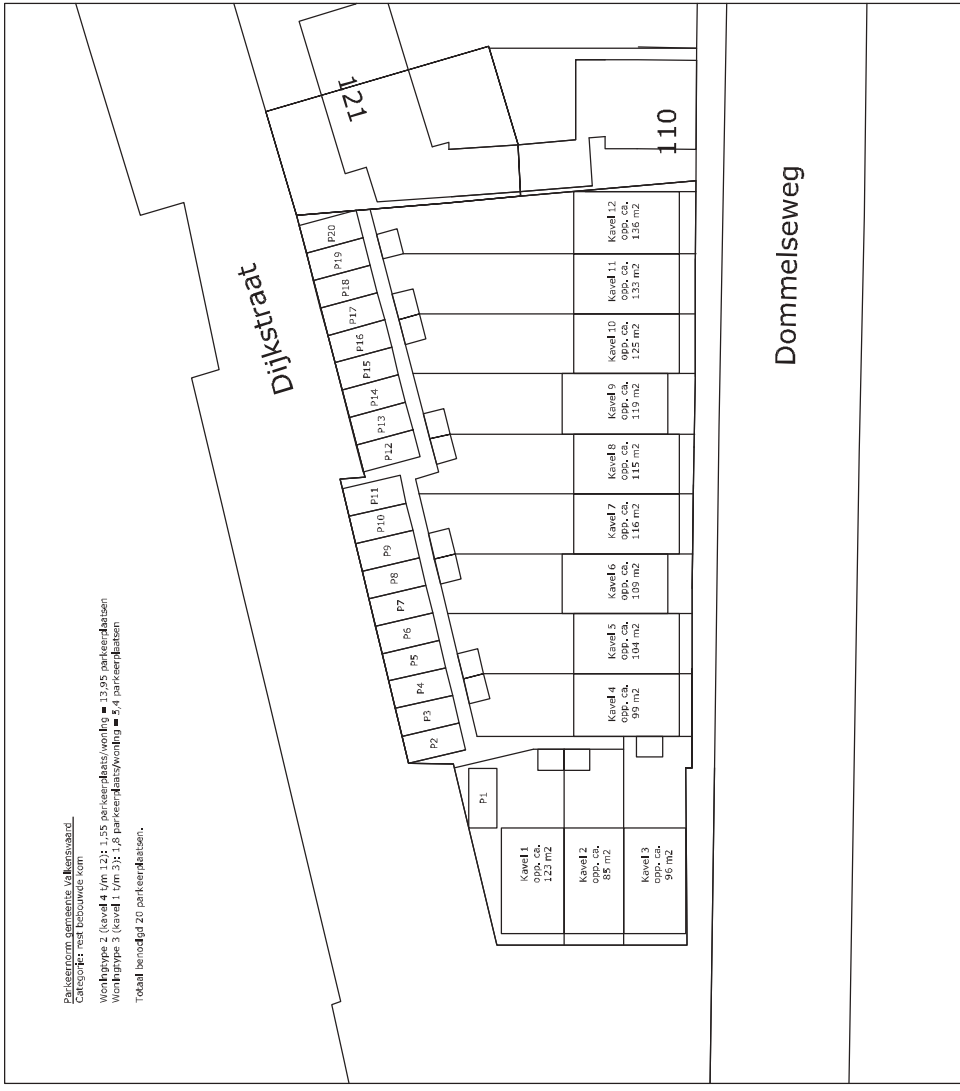 Parkeernorm gemeente Valkenswaard
Categorie: rest bebouwde kom
Woningtype 2 (kavel 4 t/m 12): 1,55 parkeerplaats/woning = 13,95 parkeerplaatsen
Woningtype 3 (kavel 1 t/m 3): 1,8 parkeerplaats/woning = 5,4 parkeerplaatsen
Totaal benodigd 20 parkeerplaatsen.
Dijkstraat
121
110
Dommelseweg
P1
P2
P3
P4
P5
P6
P7
P8
P9
P10
P11
P12
P13
P14
P15
P16
P17
P18
P19
P20
Kavel 1
opp. ca.
123 m2
Kavel 2
opp. ca.
85 m2
Kavel 3
opp. ca.
96 m2
Kavel 4
opp. ca.
99 m2
Kavel 5
opp. ca.
104 m2
Kavel 6
opp. ca.
109 m2
Kavel 7
opp. ca.
116 m2
Kavel 8
opp. ca.
115 m2
Kavel 9
opp. ca.
119 m2
Kavel 10
opp. ca.
125 m2
Kavel 11
opp. ca.
133 m2
Kavel 12
opp. ca.
136 m2